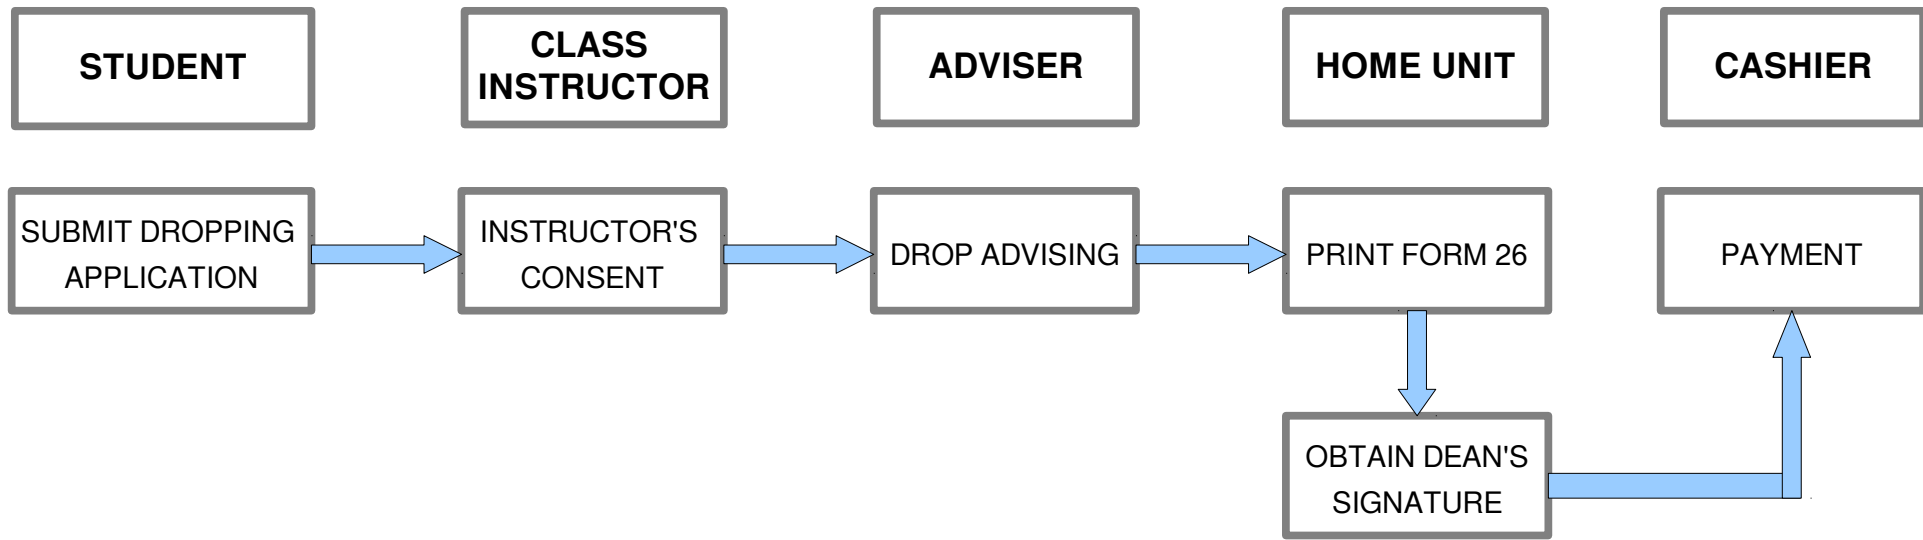 STUDENT
CLASS
INSTRUCTOR
ADVISER
HOME UNIT
CASHIER
SUBMIT DROPPING
APPLICATION
INSTRUCTOR'S
CONSENT
DROP ADVISING
PRINT FORM 26
PAYMENT
OBTAIN DEAN'S
SIGNATURE